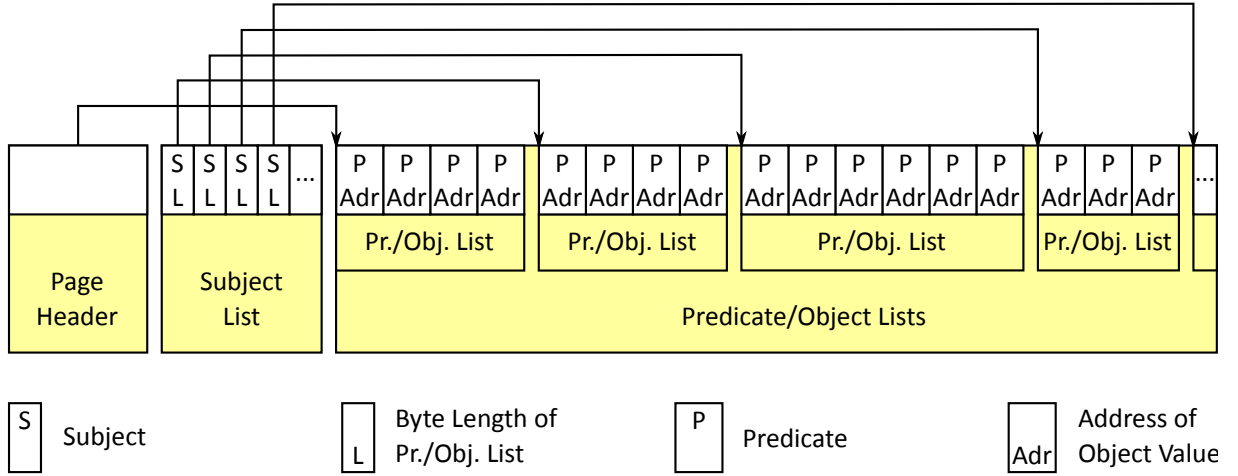 S S S S ...
L L L L
P P P P
Adr Adr Adr Adr
P P P P
Adr Adr Adr Adr
P P P P P P
Adr Adr Adr Adr Adr Adr
P P P
Adr Adr Adr
...
Pr./Obj. List
Pr./Obj. List
Pr./Obj. List
Pr./Obj. List
Page
Header
Subject
List
Predicate/Object Lists
S
Subject
L
Byte Length of
Pr./Obj. List
P
Predicate
Adr
Address of
Object Value